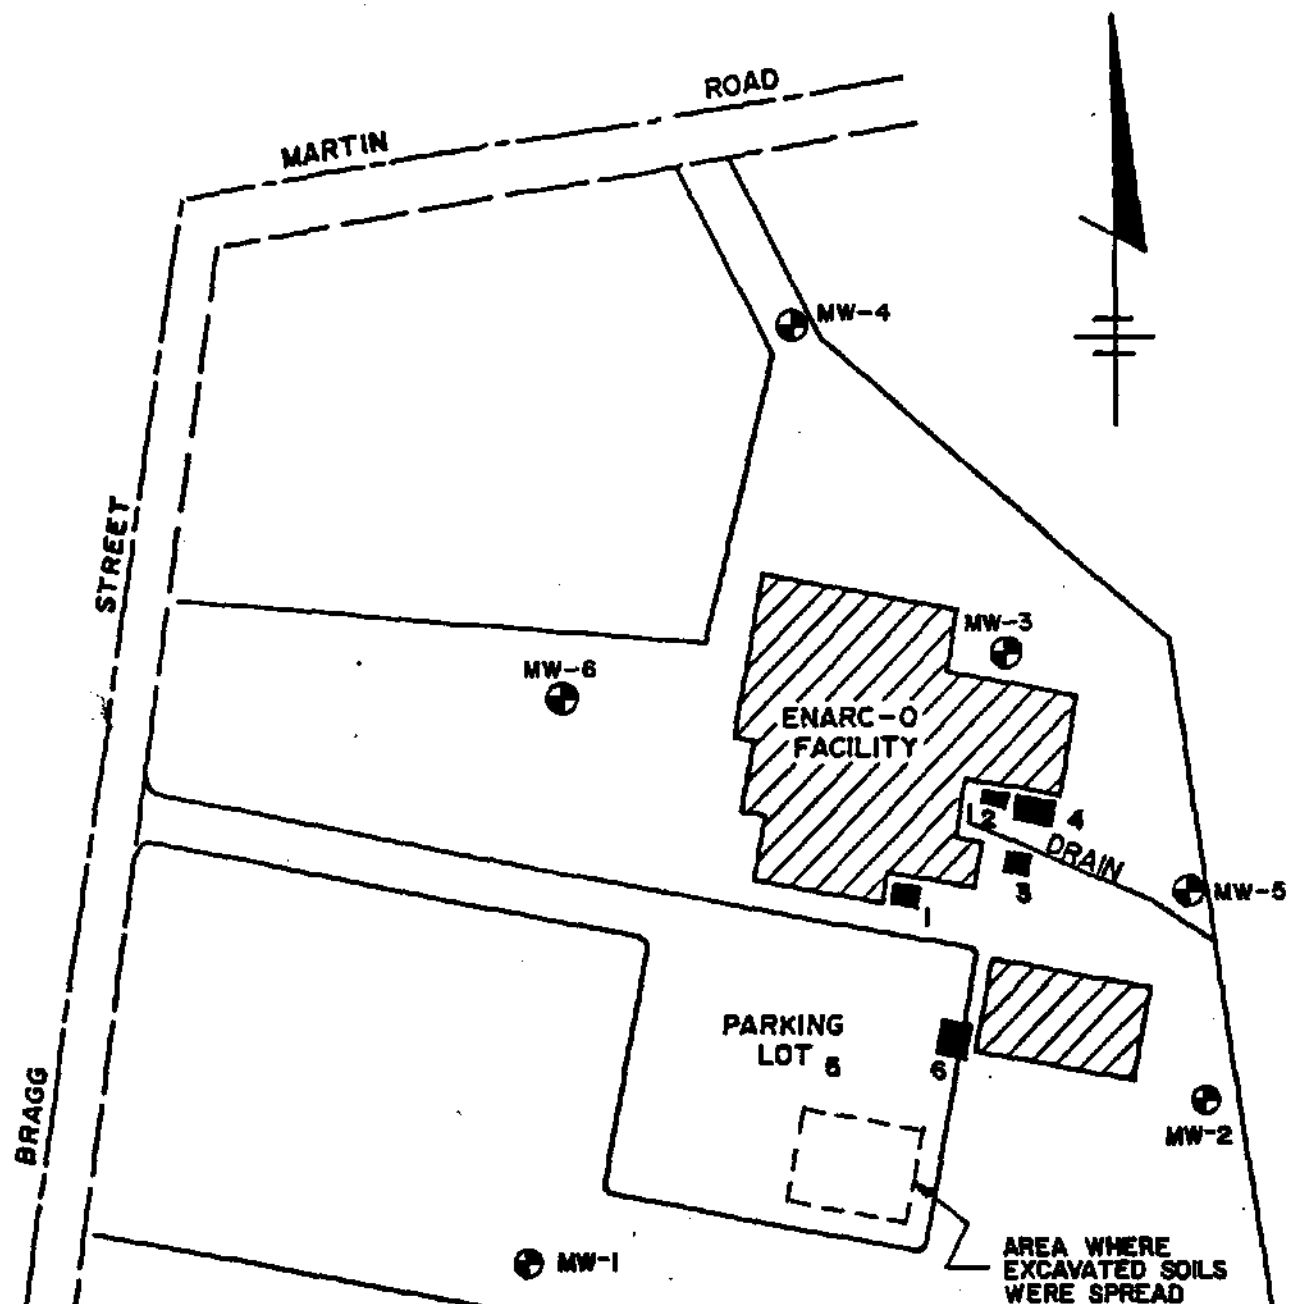 ROAD
MARTIN
MW-4
STREET
MW-3
MW-6
ENARC-O
FACILITY
2
4
DRAIN
3
MW-5
1
PARKING
LOT 5
6
BRAGG
MW-2
AREA WHERE
EXCAVATED SOILS
WERE SPREAD
MW-1